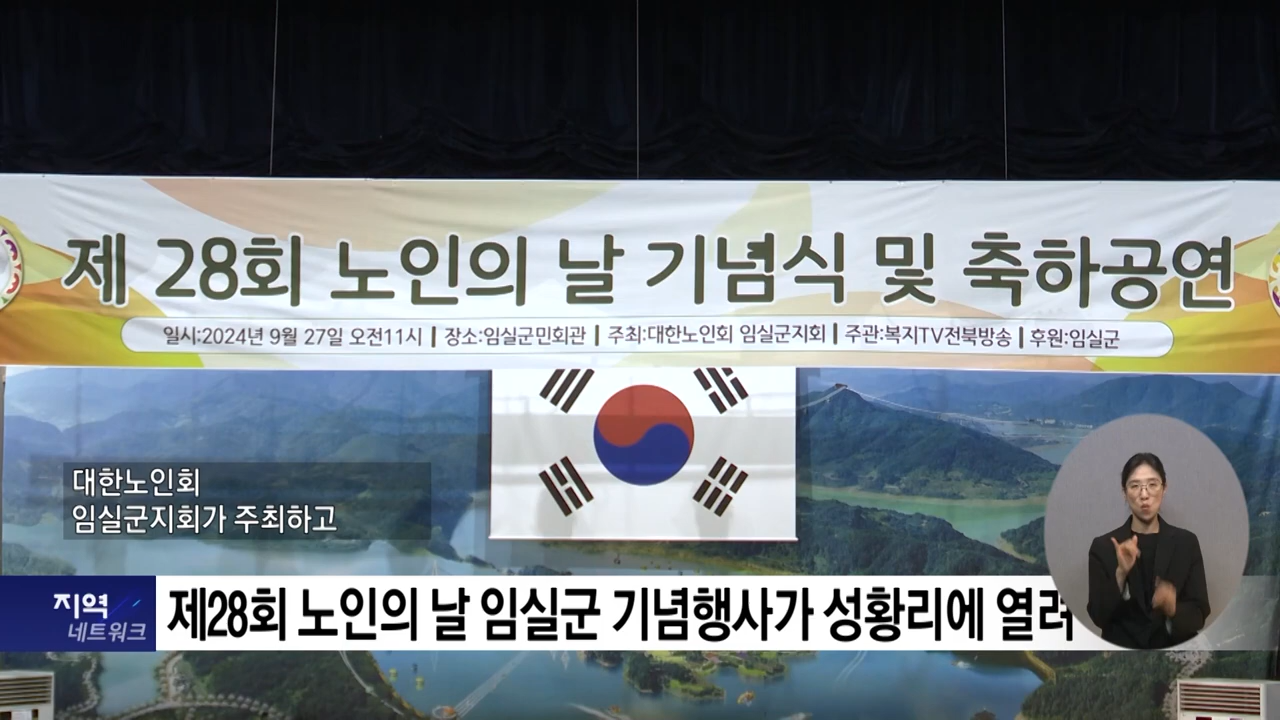 제 28회 노인의 날 기념식 및 축하공연
일시:2024년 9월 27일 오전11시 | 장소:임실군민회관 | 주최:대한노인회 임실군지회 | 주관:복지TV전북방송 | 후원:임실군
대한노인회
임실군지회가 주최하고
지역
네트워크
제28회 노인의 날 임실군 기념행사가 성황리에 열려